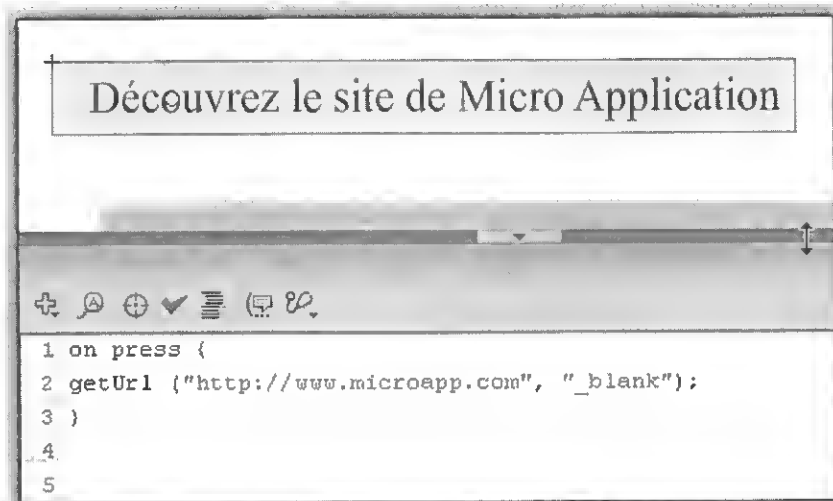 Découvrez le site de Micro Application
1 on press {
2 getUrl ("http://www.microapp.com", "_blank");
3 }
4
5